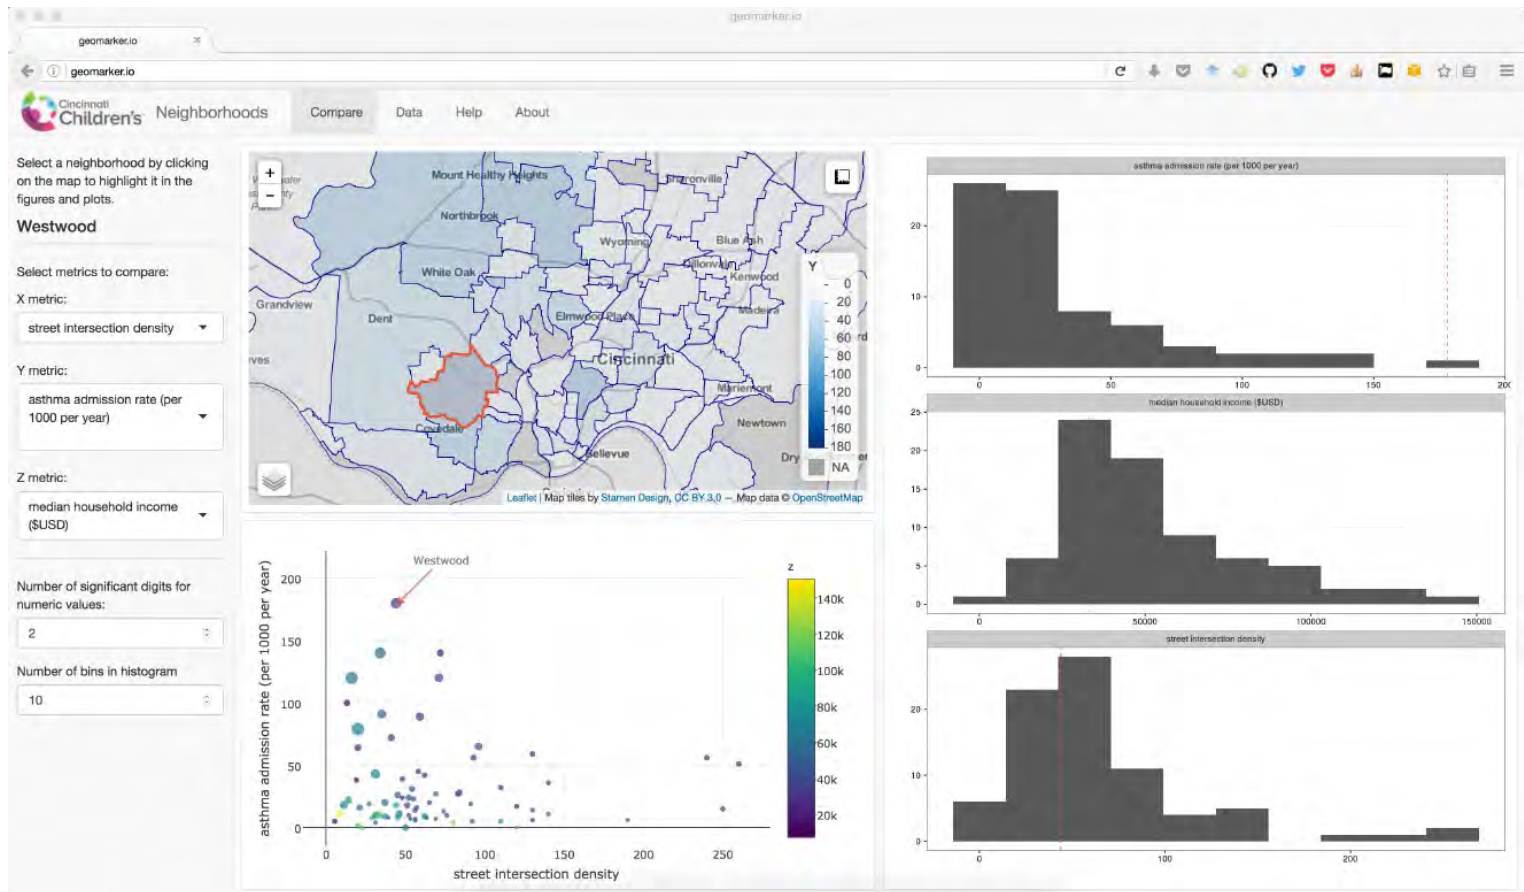 geomarker.io
geomarker.io
geomarker.io
Cincinnati
Children's
Neighborhoods
Compare
Data
Help
About
Select a neighborhood by clicking
on the map to highlight it in the
figures and plots.
Westwood
Select metrics to compare:
X metric:
street intersection density
Y metric:
asthma admission rate (per
1000 per year)
Z metric:
median household income
($USD)
Number of significant digits for
numeric values:
2
Number of bins in histogram
10
+
−
Mount Healthy Heights
Sharonville
Northbrook
Wyoming
Blue Ash
White Oak
Kenwood
Grandview
Dent
Elmwood Place
Madeira
Cincinnati
Mariemont
Covedale
Newtown
Bellevue
Dry
Y
0
20
40
60
80
100
120
140
160
180
NA
Leaflet | Map tiles by Stamen Design, CC BY 3.0 — Map data © OpenStreetMap
Westwood
asthma admission rate (per 1000 per year)
200
150
100
50
0
0 50 100 150 200 250
street intersection density
z
140k
120k
100k
80k
60k
40k
20k
asthma admission rate (per 1000 per year)
20
10
0
0 50 100 150 200
median household income ($USD)
25
20
15
10
5
0
0 50000 100000 150000
street intersection density
20
10
0
0 100 200